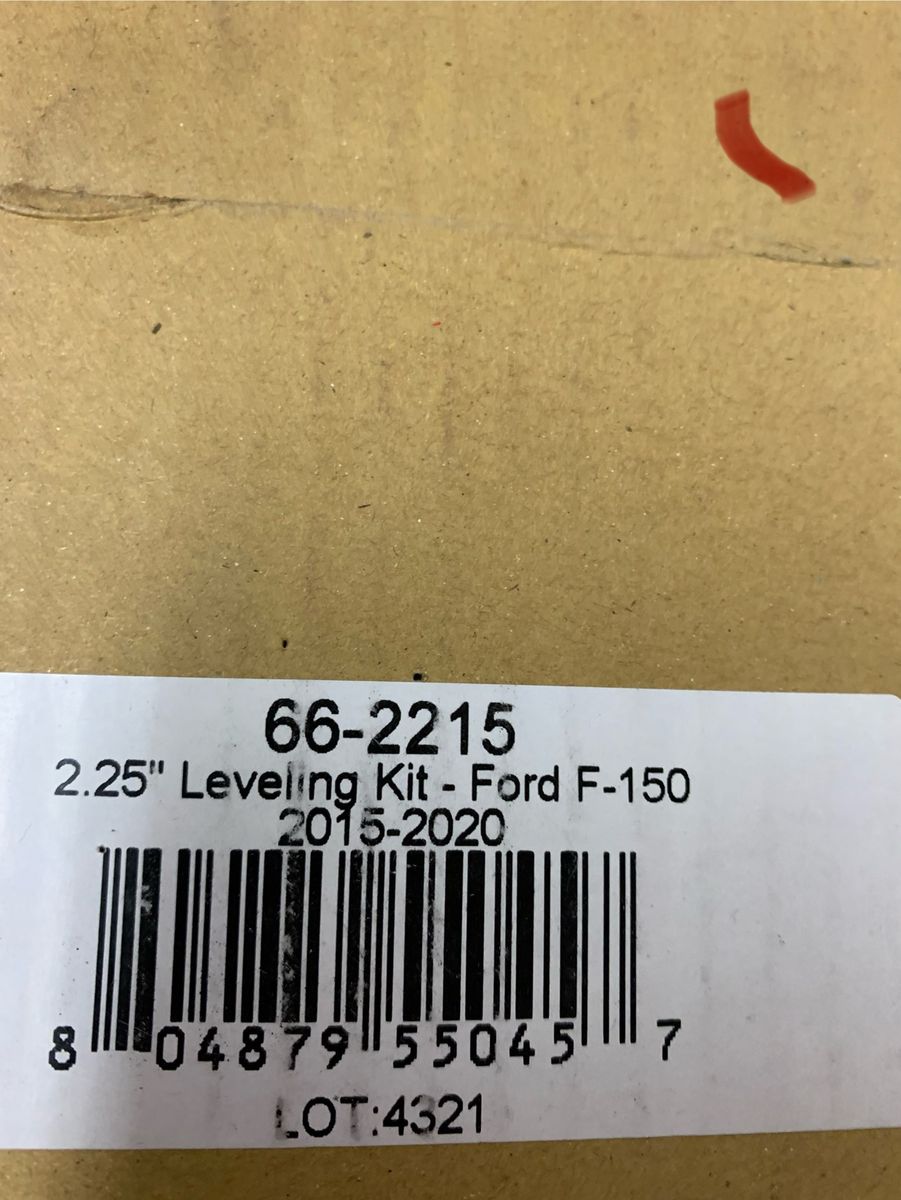 66-2215
2.25" Leveling Kit - Ford F-150
2015-2020
8 04879 55045 7
LOT:4321